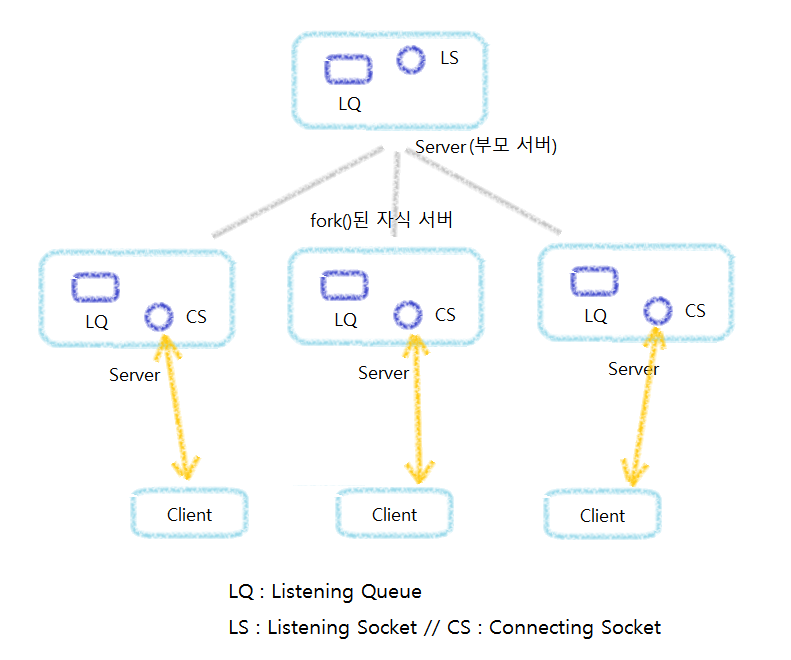 LS
LQ
Server (부모 서버)
fork()된 자식 서버
LQ CS
Server
LQ CS
Server
LQ CS
Server
Client
Client
Client
LQ : Listening Queue
LS : Listening Socket // CS : Connecting Socket